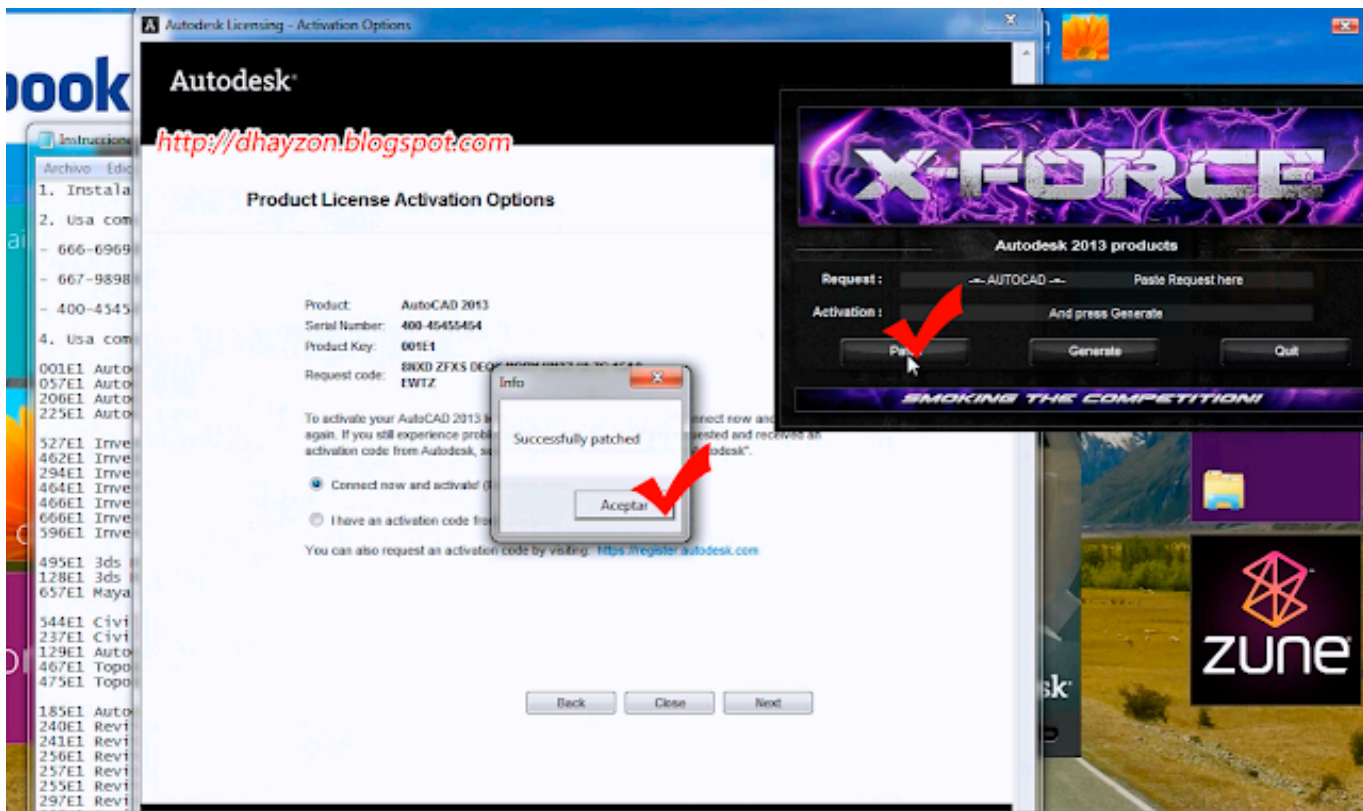 Autodesk Licensing - Activation Options
Autodesk
http://dhayzon.blogspot.com
ook
Archivo
1. Instala
2. Usa com
- 666-6969
- 667-9898
- 400-4545
4. Usa com
001E1 Auto
057E1 Auto
206E1 Auto
225E1 Auto
527E1 Inve
462E1 Inve
294E1 Inve
464E1 Inve
466E1 Inve
666E1 Inve
596E1 Inve
495E1 3ds
128E1 3ds
657E1 Maya
544E1 Civi
237E1 Civi
129E1 Auto
467E1 Topo
475E1 Topo
185E1 Auto
240E1 Revi
241E1 Revi
256E1 Revi
257E1 Revi
255E1 Revi
297E1 Revi
Product License Activation Options
Product: AutoCAD 2013
Serial Number: 400-45455454
Product Key: 001E1
Request code: 8NXD ZFXS
EWTZ
To activate your AutoCAD 2013
again. If you still experience
activation code from Autodesk,
Connect now and activate!
I have an activation code
You can also request an activation code by visiting: https://register.autodesk.com
Back
Close
Next
Info
Successfully patched
Aceptar
X-FORCE
Autodesk 2013 products
Request : -=- AUTOCAD -=- Paste Request here
Activation : And press Generate
Generate
Quit
SMOKING THE COMPETITION!
zune
sk